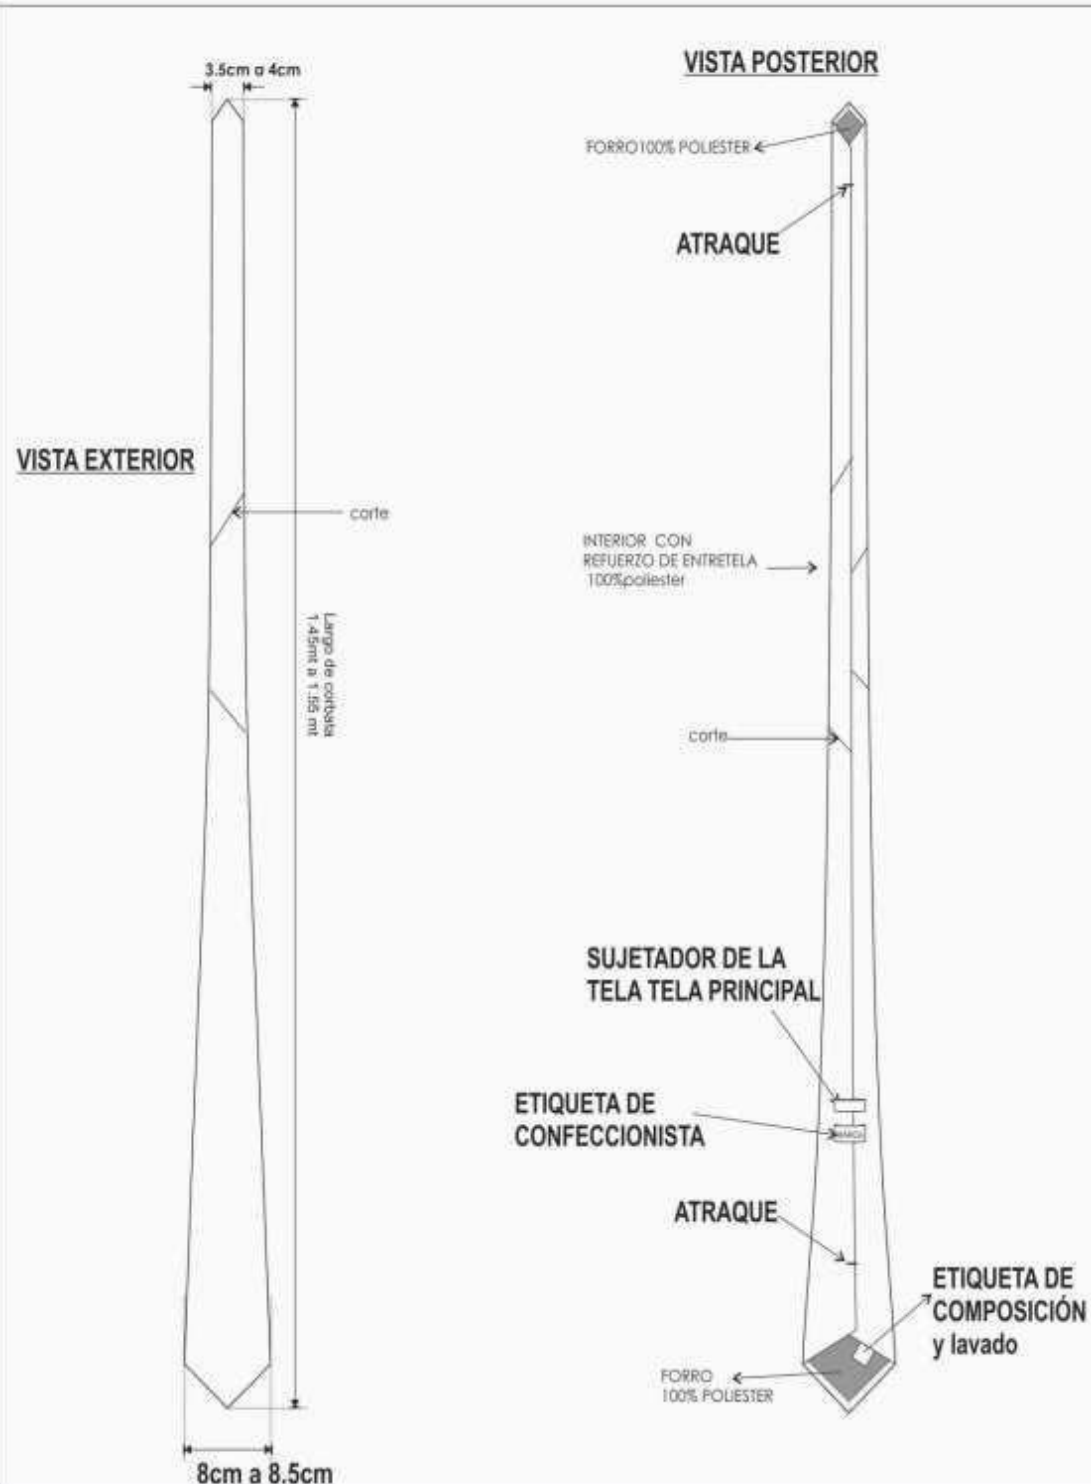 3.5cm a 4cm
VISTA EXTERIOR
corte
Largo de corbata
1.45mt a 1.55 mt
8cm a 8.5cm
VISTA POSTERIOR
FORRO100% POLIESTER
ATRAQUE
INTERIOR CON
REFUERZO DE ENTRETELA
100%poliester
corte
SUJETADOR DE LA
TELA TELA PRINCIPAL
ETIQUETA DE
CONFECCIONISTA
MARCA
ATRAQUE
ETIQUETA DE
COMPOSICIÓN
y lavado
FORRO
100% POLIESTER